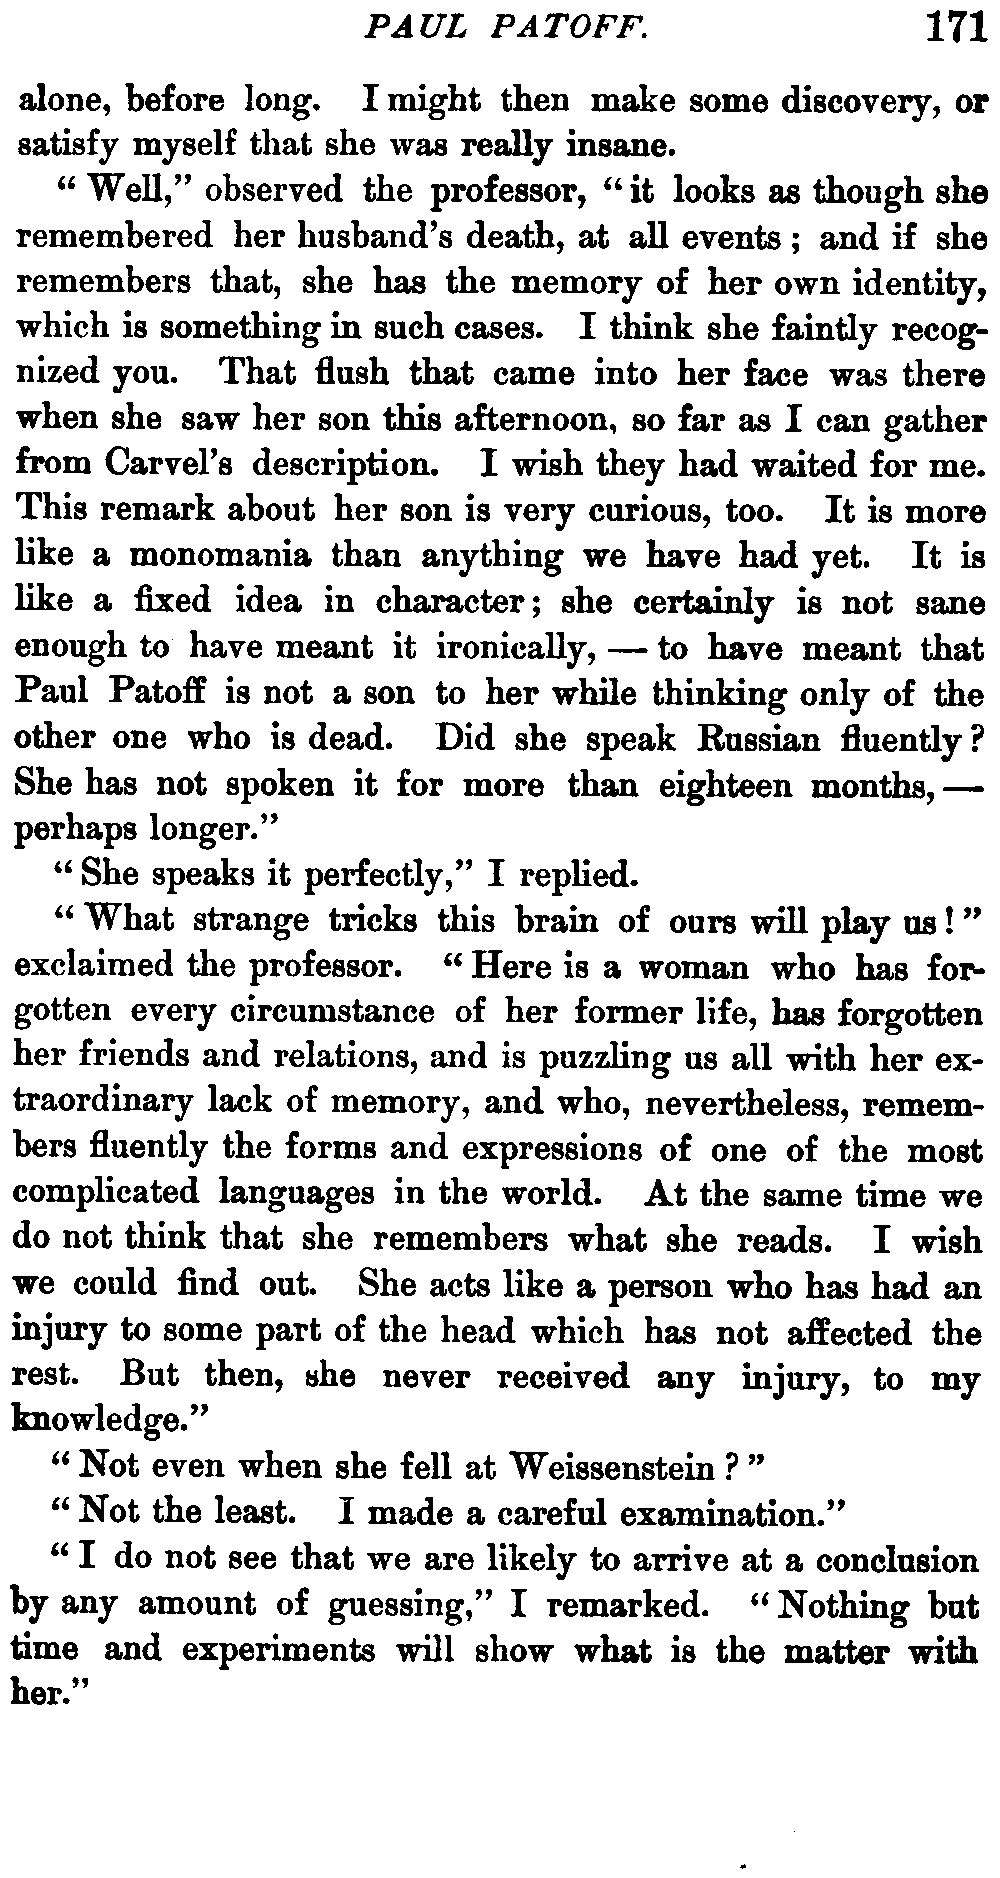 PAUL PATOFF. 171
alone, before long. I might then make some discovery, or
satisfy myself that she was really insane.
“ Well,” observed the professor, “ it looks as though she
remembered her husband’s death, at all events ; and if she
remembers that, she has the memory of her own identity,
which is something in such cases. I think she faintly recog-
nized you. That flush that came into her face was there
when she saw her son this afternoon, so far as I can gather
from Carvel’s description. I wish they had waited for me.
This remark about her son is very curious, too. It is more
like a monomania than anything we have had yet. It is
like a fixed idea in character ; she certainly is not sane
enough to have meant it ironically, — to have meant that
Paul Patoff is not a son to her while thinking only of the
other one who is dead. Did she speak Russian fluently ?
She has not spoken it for more than eighteen months, —
perhaps longer.”
“ She speaks it perfectly,” I replied.
“ What strange tricks this brain of ours will play us ! ”
exclaimed the professor. “ Here is a woman who has for-
gotten every circumstance of her former life, has forgotten
her friends and relations, and is puzzling us all with her ex-
traordinary lack of memory, and who, nevertheless, remem-
bers fluently the forms and expressions of one of the most
complicated languages in the world. At the same time we
do not think that she remembers what she reads. I wish
we could find out. She acts like a person who has had an
injury to some part of the head which has not affected the
rest. But then, she never received any injury, to my
knowledge.”
“ Not even when she fell at Weissenstein ? ”
“ Not the least. I made a careful examination.”
“ I do not see that we are likely to arrive at a conclusion
by any amount of guessing,” I remarked. “ Nothing but
time and experiments will show what is the matter with
her.”